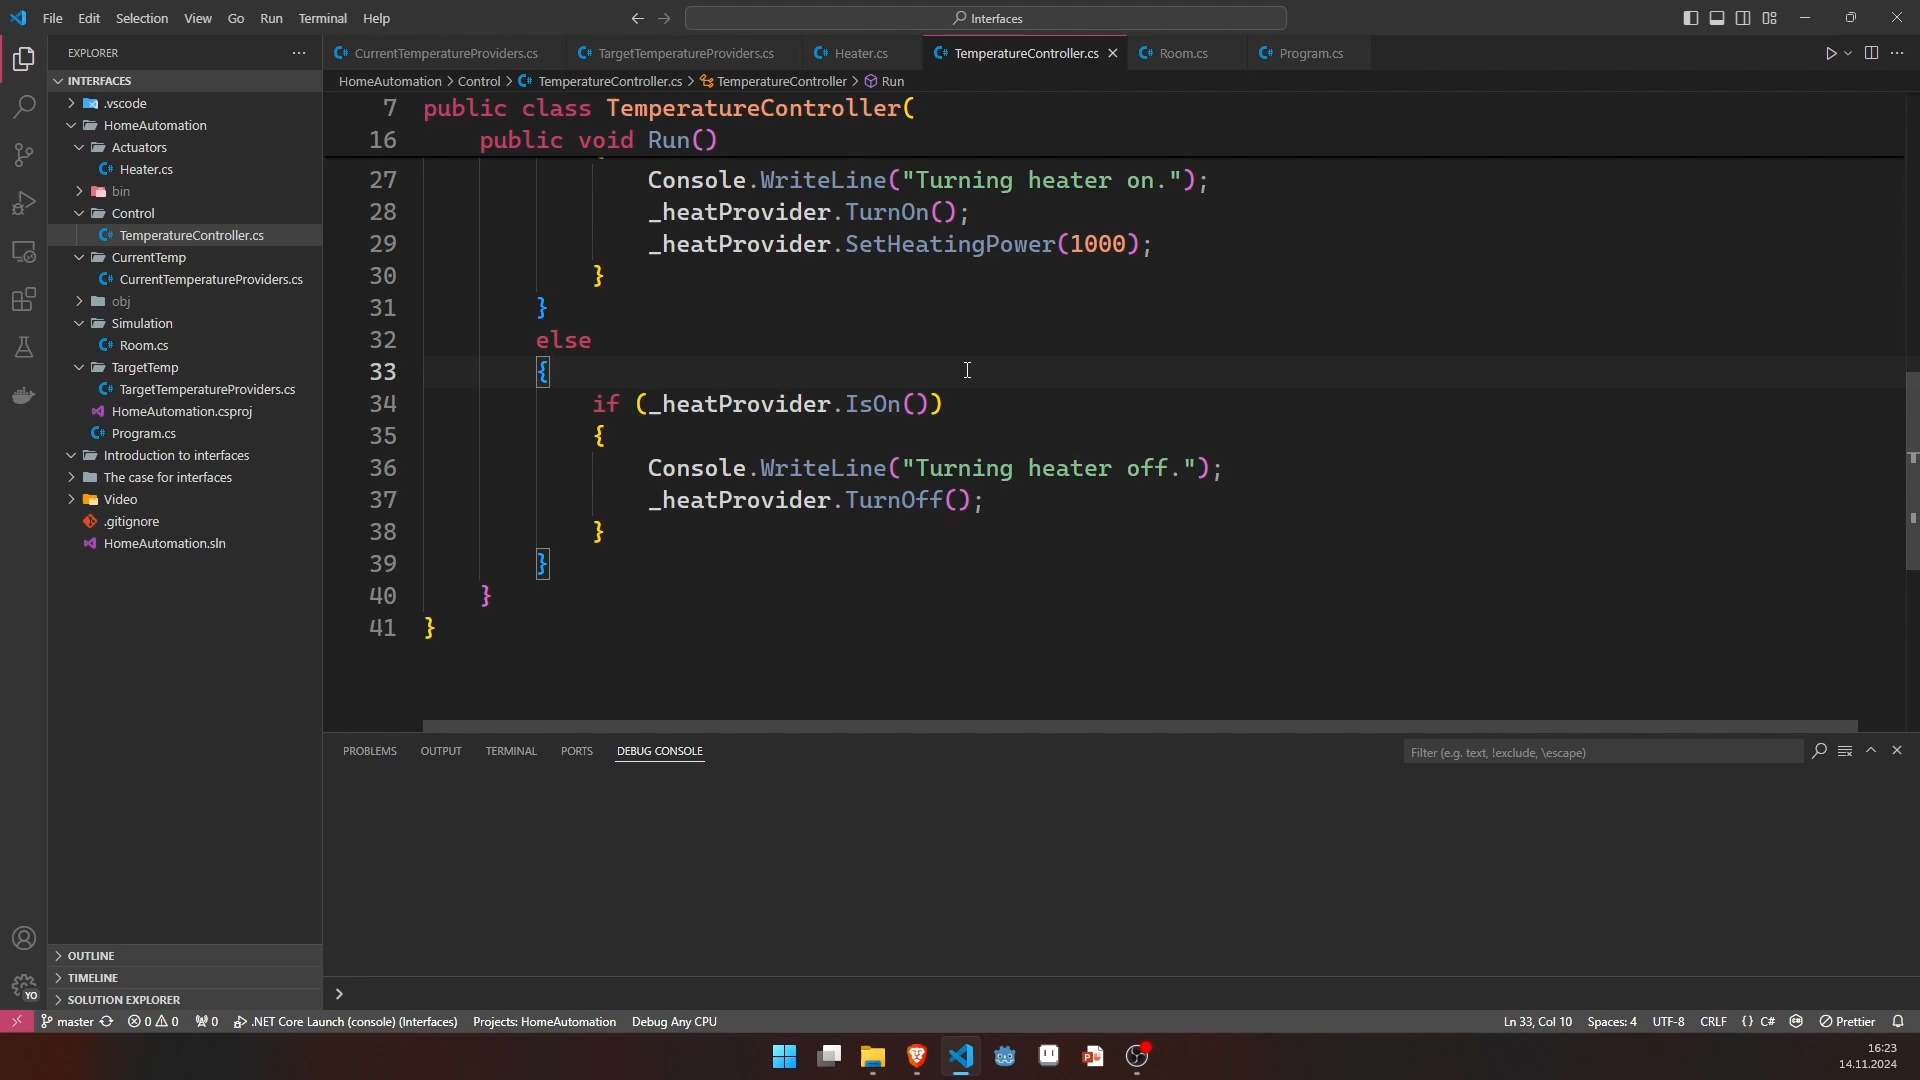 File Edit Selection View Go Run Terminal Help
Interfaces
EXPLORER
INTERFACES
.vscode
HomeAutomation
Actuators
Heater.cs
bin
Control
TemperatureController.cs
CurrentTemp
CurrentTemperatureProviders.cs
obj
Simulation
Room.cs
TargetTemp
TargetTemperatureProviders.cs
HomeAutomation.csproj
Program.cs
Introduction to interfaces
The case for interfaces
Video
.gitignore
HomeAutomation.sln
OUTLINE
TIMELINE
SOLUTION EXPLORER
CurrentTemperatureProviders.cs TargetTemperatureProviders.cs Heater.cs TemperatureController.cs Room.cs Program.cs
HomeAutomation > Control > TemperatureController.cs > TemperatureController > Run
7 public class TemperatureController(
16 public void Run()
27 Console.WriteLine("Turning heater on.");
28 _heatProvider.TurnOn();
29 _heatProvider.SetHeatingPower(1000);
30 }
31 }
32 else
33 {
34 if (_heatProvider.IsOn())
35 {
36 Console.WriteLine("Turning heater off.");
37 _heatProvider.TurnOff();
38 }
39 }
40 }
41 }
PROBLEMS OUTPUT TERMINAL PORTS DEBUG CONSOLE
Filter (e.g. text, !exclude, \escape)
YO
master 0 0 0 .NET Core Launch (console) (Interfaces) Projects: HomeAutomation Debug Any CPU
Ln 33, Col 10 Spaces: 4 UTF-8 CRLF {} C# Prettier
16:23
14.11.2024